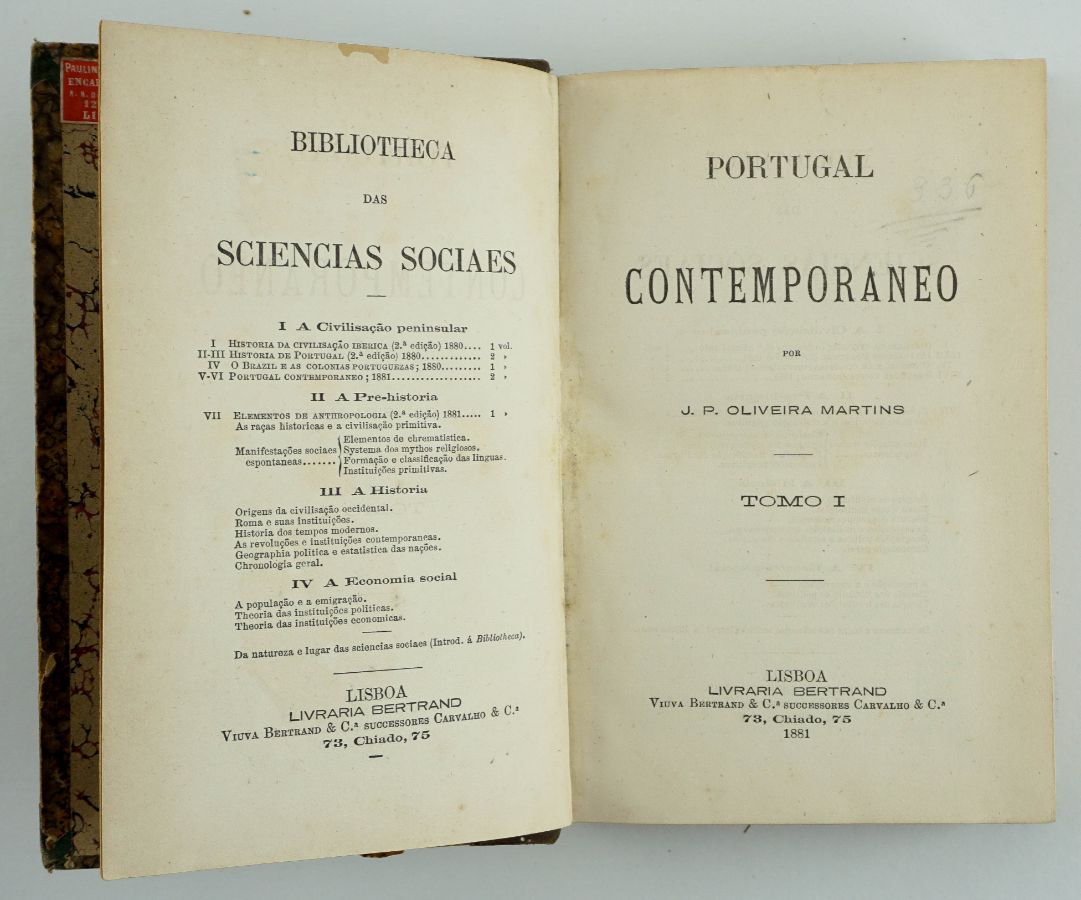 PAULIN
ENCA
12
LI
BIBLIOTHECA
DAS
SCIENCIAS SOCIAES
I A Civilisação peninsular
I HISTORIA DA CIVILISAÇÃO IBERICA (2.ª edição) 1880.... 1 vol.
II-III HISTORIA DE PORTUGAL (2.ª edição) 1880............ 2 »
IV O BRAZIL E AS COLONIAS PORTUGUEZAS; 1880......... 1 »
V-VI PORTUGAL CONTEMPORANEO; 1881................... 2 »
II A Pre-historia
VII ELEMENTOS DE ANTHROPOLOGIA (2.ª edição) 1881..... 1 »
As raças historicas e a civilisação primitiva.
Manifestações sociaes espontaneas.......
Elementos de chrematistica.
Systema dos mythos religiosos.
Formação e classificação das linguas.
Instituições primitivas.
III A Historia
Origens da civilisação occidental.
Roma e suas instituições.
Historia dos tempos modernos.
As revoluções e instituições contemporaneas.
Geographia politica e estatistica das nações.
Chronologia geral.
IV A Economia social
A população e a emigração.
Theoria das instituições politicas.
Theoria das instituições economicas.
Da natureza e lugar das sciencias sociaes (Introd. á Bibliotheca).
LISBOA
LIVRARIA BERTRAND
VIUVA BERTRAND & C.ª SUCCESSORES CARVALHO & C.ª
73, Chiado, 75
PORTUGAL
336
CONTEMPORANEO
POR
J. P. OLIVEIRA MARTINS
TOMO I
LISBOA
LIVRARIA BERTRAND
VIUVA BERTRAND & C.ª SUCCESSORES CARVALHO & C.ª
73, Chiado, 75
1881